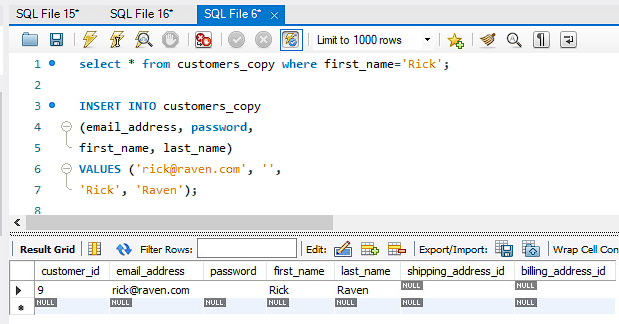 SQL File 15* SQL File 16* SQL File 6* ×
Limit to 1000 rows
1 select * from customers_copy where first_name='Rick';
2
3 INSERT INTO customers_copy
4 (email_address, password,
5 first_name, last_name)
6 VALUES ('rick@raven.com', '',
7 'Rick', 'Raven');
8
Result Grid Filter Rows: Edit: Export/Import: Wrap Cell Con
customer_id email_address password first_name last_name shipping_address_id billing_address_id
9 rick@raven.com Rick Raven NULL NULL
NULL NULL NULL NULL NULL NULL NULL